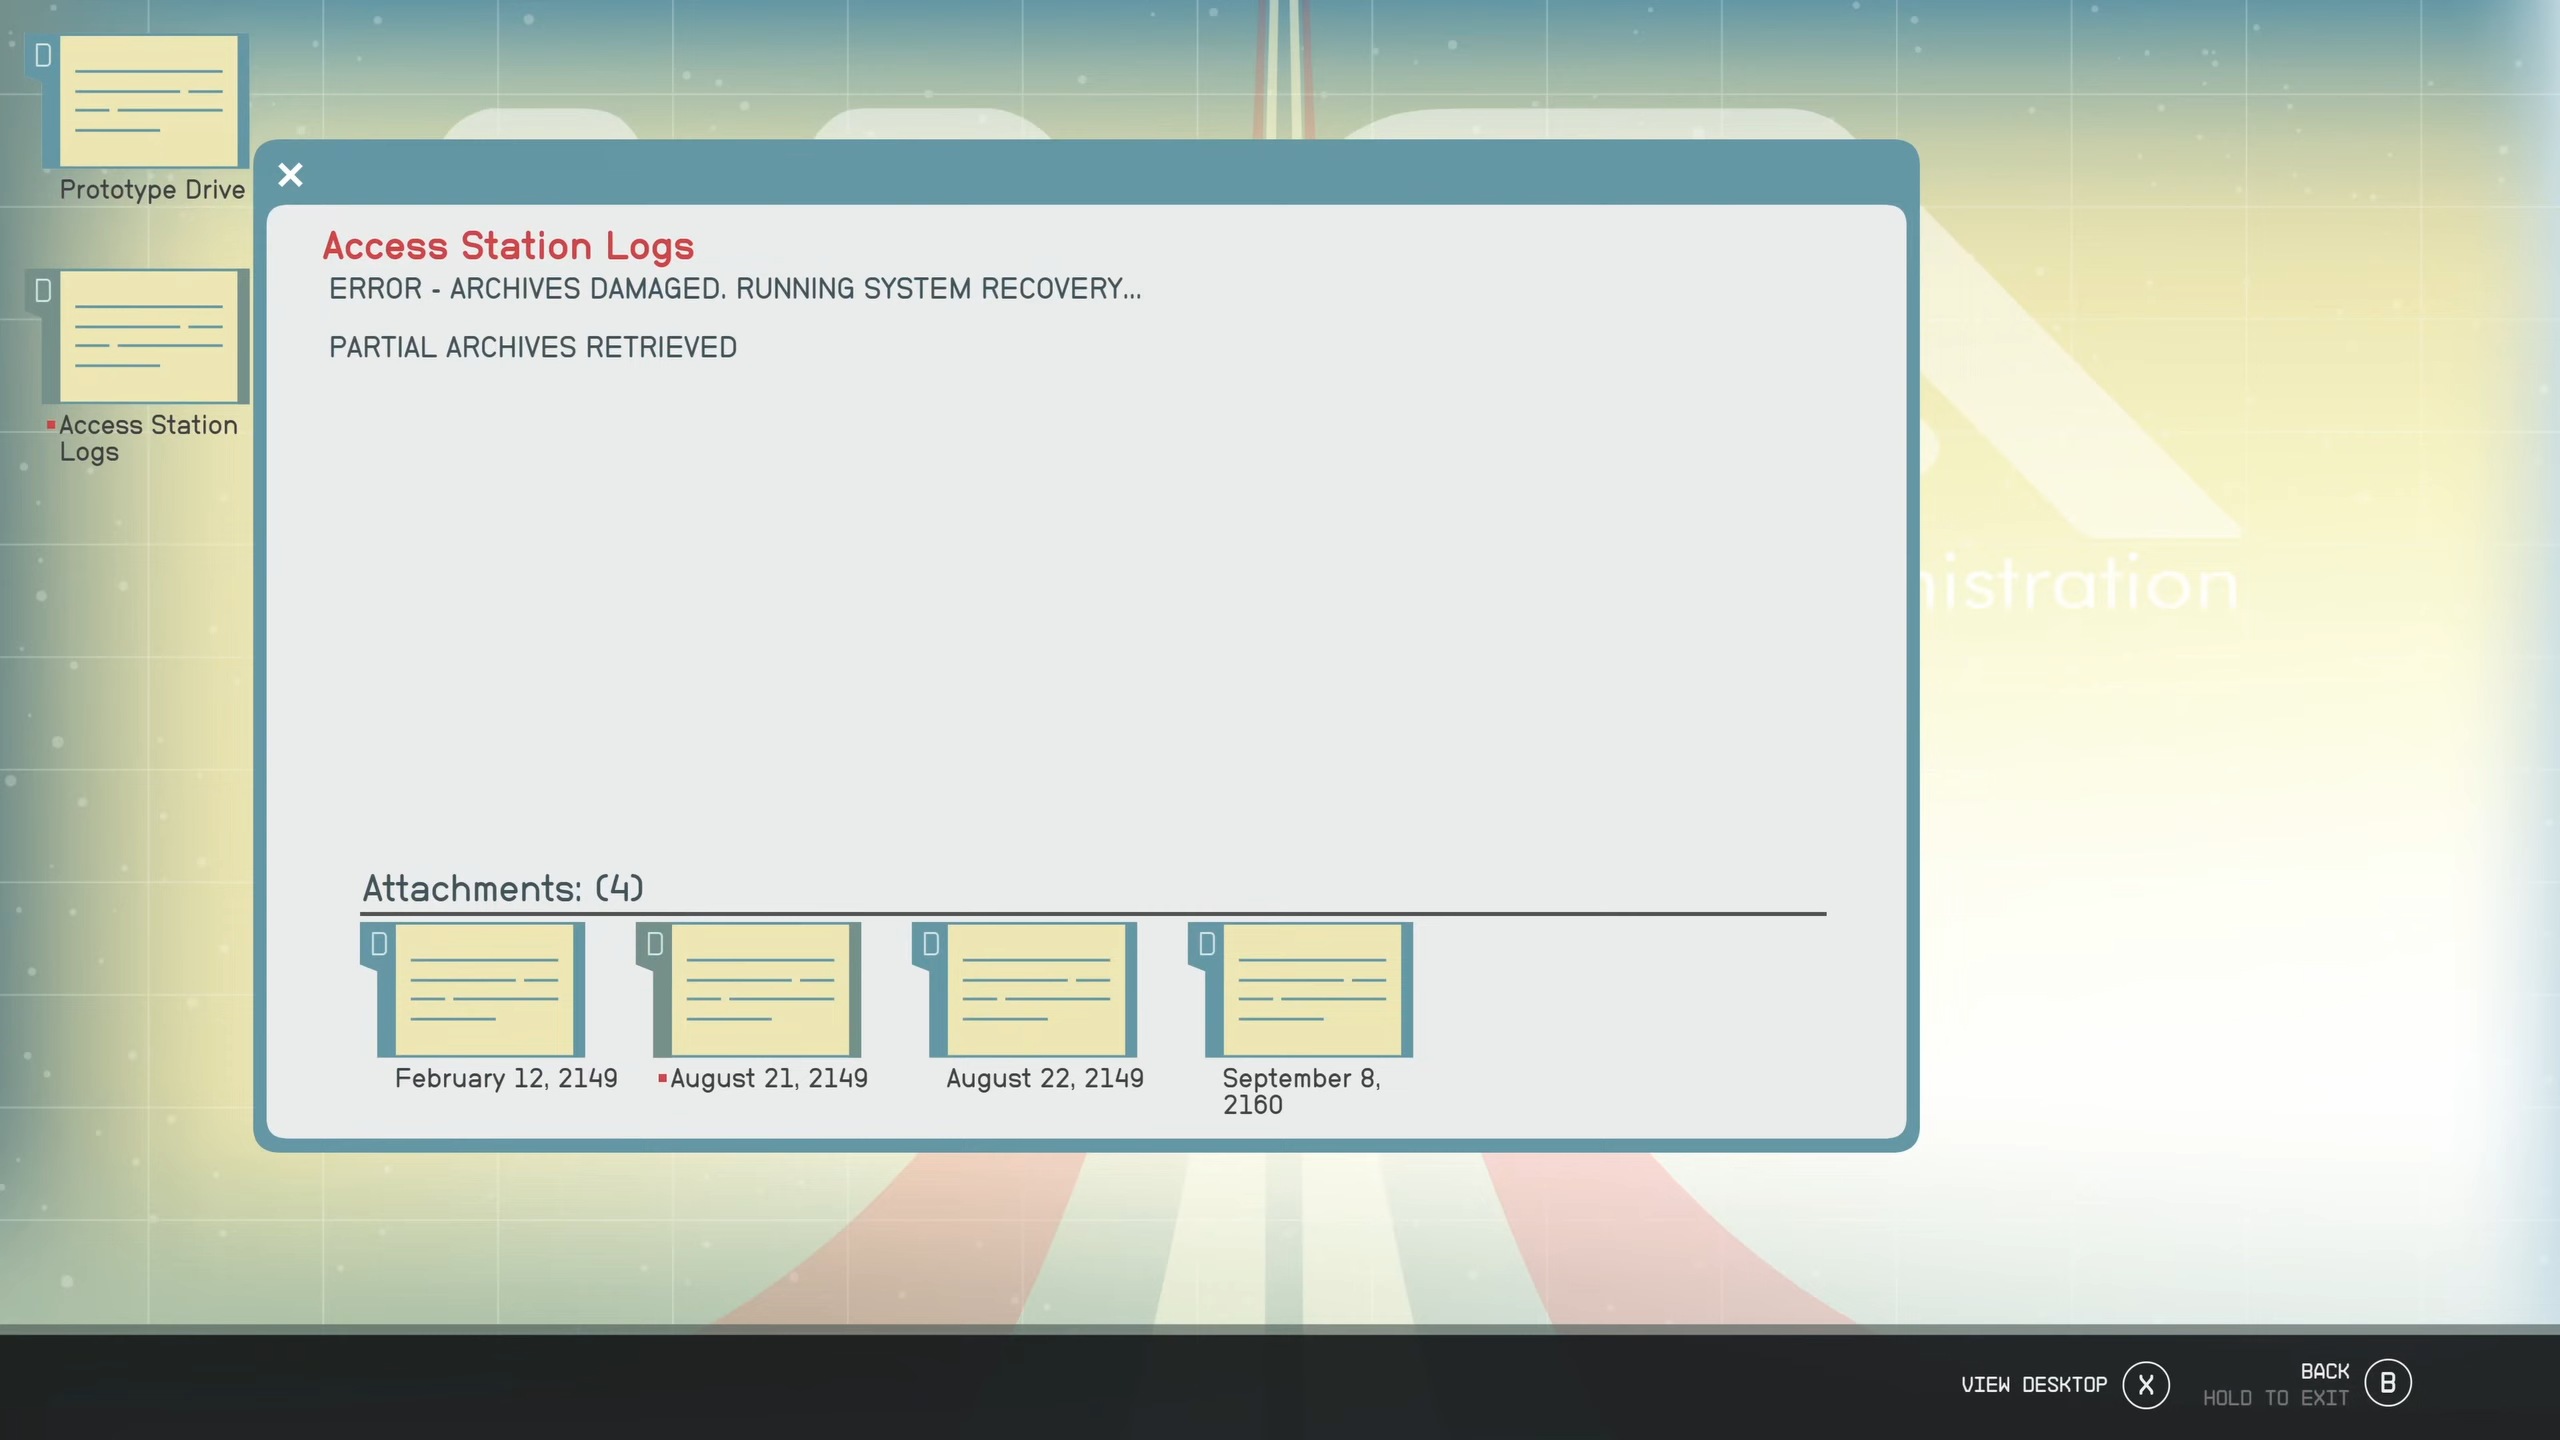 D
Prototype Drive
D
Access Station
Logs
Access Station Logs
ERROR - ARCHIVES DAMAGED. RUNNING SYSTEM RECOVERY...
PARTIAL ARCHIVES RETRIEVED
Attachments: (4)
D
D
D
D
February 12, 2149
August 21, 2149
August 22, 2149
September 8,
2160
nistration
VIEW DESKTOP X
BACK B
HOLD TO EXIT